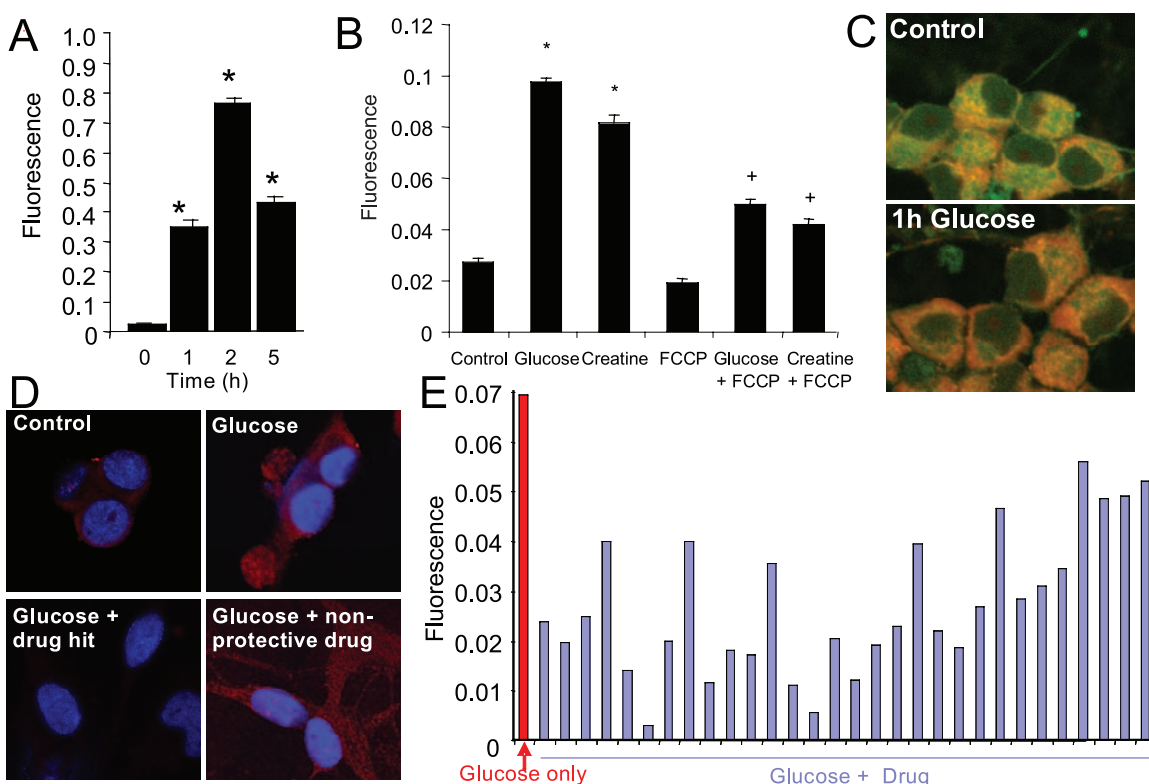 A
Fluorescence
1.0
0.9
0.8
0.7
0.6
0.5
0.4
0.3
0.2
0.1
0
*
*
*
0 1 2 5
Time (h)
B
Fluorescence
0.12
0.1
0.08
0.06
0.04
0.02
0
*
*
+
+
Control Glucose Creatine FCCP Glucose Creatine
+ FCCP + FCCP
C
Control
1h Glucose
D
Control
Glucose
Glucose +
drug hit
Glucose + non-
protective drug
E
Fluorescence
0.07
0.06
0.05
0.04
0.03
0.02
0.01
0
Glucose only
Glucose + Drug